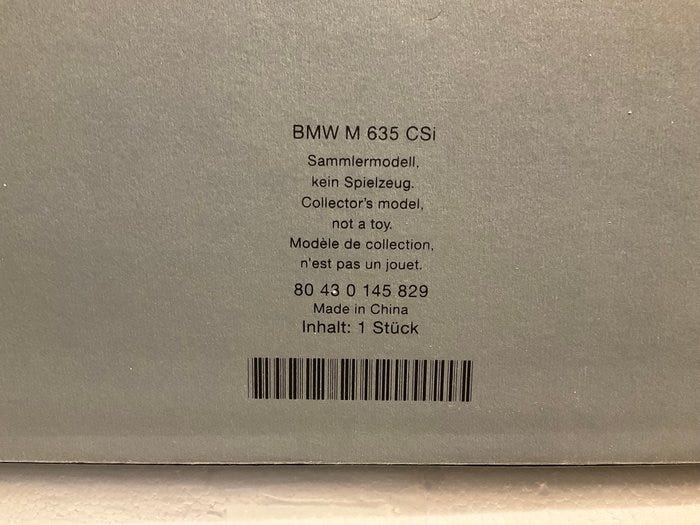 BMW M 635 CSi
Sammlermodell,
kein Spielzeug.
Collector's model,
not a toy.
Modèle de collection,
n'est pas un jouet.
80 43 0 145 829
Made in China
Inhalt: 1 Stück